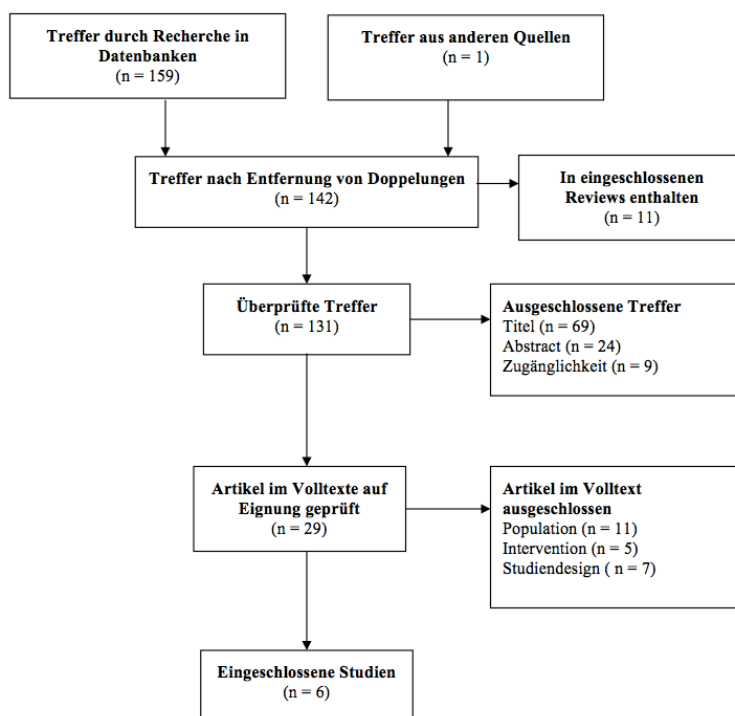 Treffer durch Recherche in
Datenbanken
(n = 159)
Treffer aus anderen Quellen
(n = 1)
Treffer nach Entfernung von Doppelungen
(n = 142)
In eingeschlossenen
Reviews enthalten
(n = 11)
Überprüfte Treffer
(n = 131)
Ausgeschlossene Treffer
Titel (n = 69)
Abstract (n = 24)
Zugänglichkeit (n = 9)
Artikel im Volltexte auf
Eignung geprüft
(n = 29)
Artikel im Volltext
ausgeschlossen
Population (n = 11)
Intervention (n = 5)
Studiendesign ( n = 7)
Eingeschlossene Studien
(n = 6)